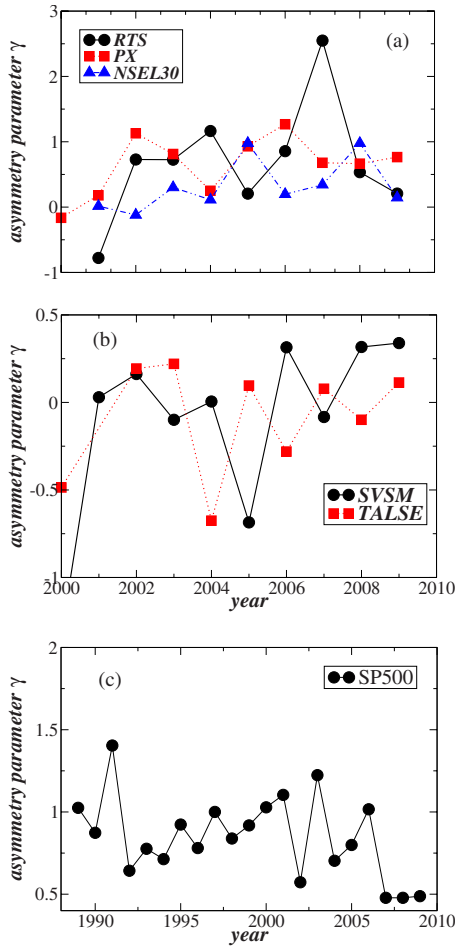 3
2
1
0
-1
asymmetry parameter γ
RTS
PX
NSEL30
(a)
0.5
0
-0.5
-1
asymmetry parameter γ
(b)
SVSM
TALSE
2000 2002 2004 2006 2008 2010
year
2
1.5
1
0.5
asymmetry parameter γ
(c)
SP500
1990 1995 2000 2005 2010
year